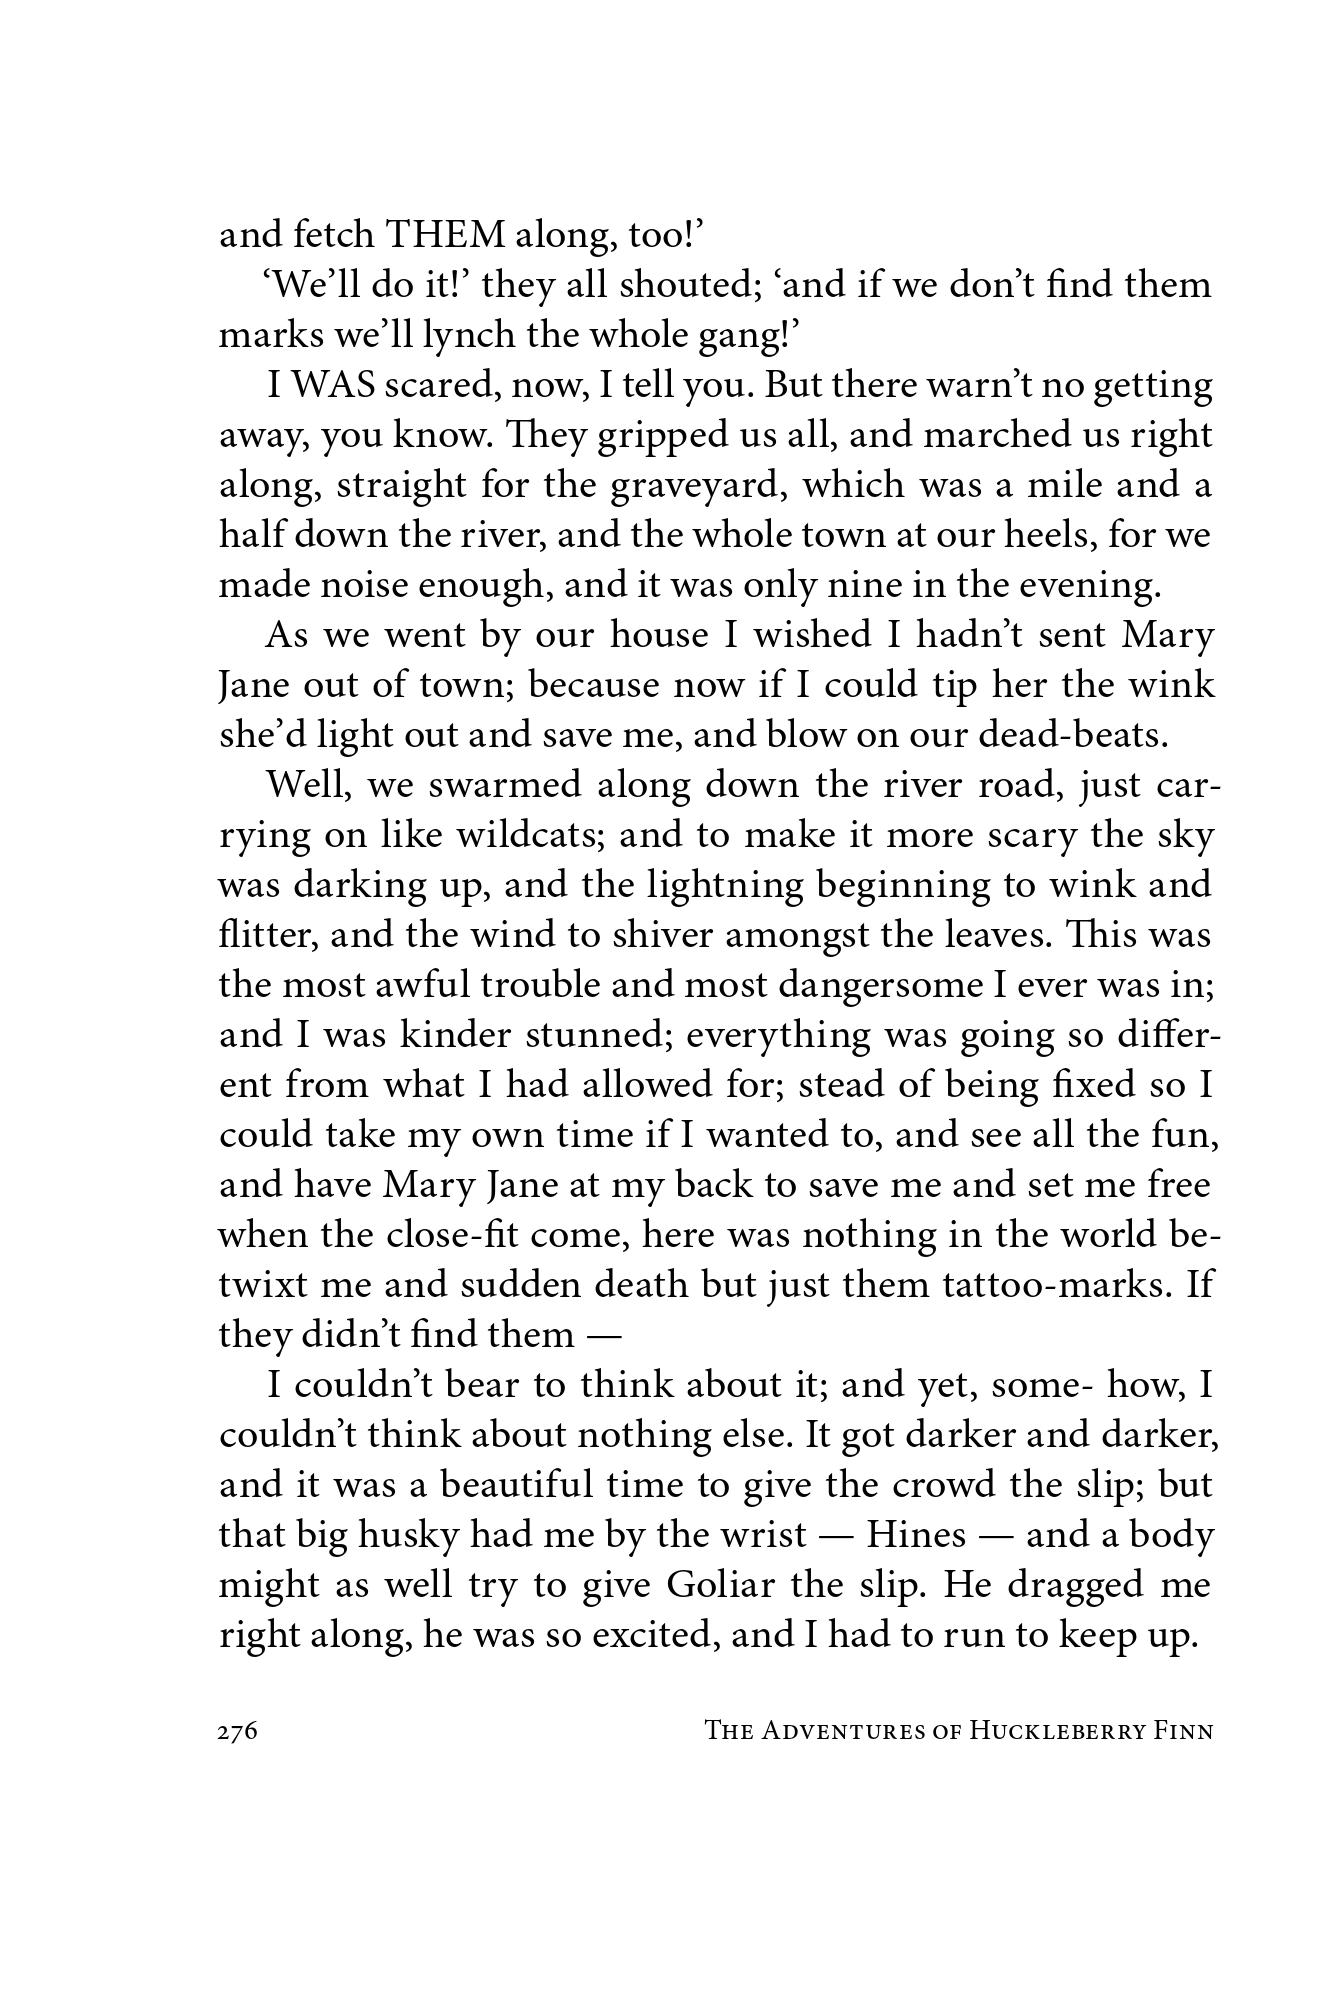 and fetch THEM along, too!’
‘We’ll do it!’ they all shouted; ‘and if we don’t find them
marks we’ll lynch the whole gang!’
I WAS scared, now, I tell you. But there warn’t no getting
away, you know. They gripped us all, and marched us right
along, straight for the graveyard, which was a mile and a
half down the river, and the whole town at our heels, for we
made noise enough, and it was only nine in the evening.
As we went by our house I wished I hadn’t sent Mary
Jane out of town; because now if I could tip her the wink
she’d light out and save me, and blow on our dead-beats.
Well, we swarmed along down the river road, just car-
rying on like wildcats; and to make it more scary the sky
was darking up, and the lightning beginning to wink and
flitter, and the wind to shiver amongst the leaves. This was
the most awful trouble and most dangersome I ever was in;
and I was kinder stunned; everything was going so differ-
ent from what I had allowed for; stead of being fixed so I
could take my own time if I wanted to, and see all the fun,
and have Mary Jane at my back to save me and set me free
when the close-fit come, here was nothing in the world be-
twixt me and sudden death but just them tattoo-marks. If
they didn’t find them —
I couldn’t bear to think about it; and yet, some- how, I
couldn’t think about nothing else. It got darker and darker,
and it was a beautiful time to give the crowd the slip; but
that big husky had me by the wrist — Hines — and a body
might as well try to give Goliar the slip. He dragged me
right along, he was so excited, and I had to run to keep up.
276 The Adventures of Huckleberry Finn